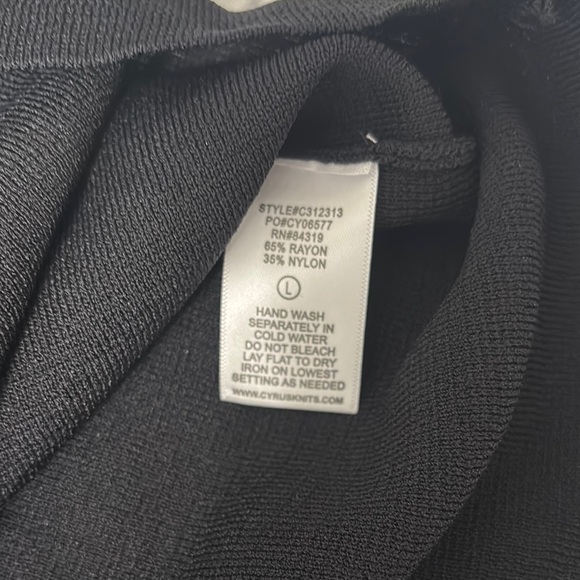 STYLE#C312313
PO#CY06577
RN#84319
65% RAYON
35% NYLON
L
HAND WASH
SEPARATELY IN
COLD WATER
DO NOT BLEACH
LAY FLAT TO DRY
IRON ON LOWEST
SETTING AS NEEDED
WWW.CYRUSKNITS.COM